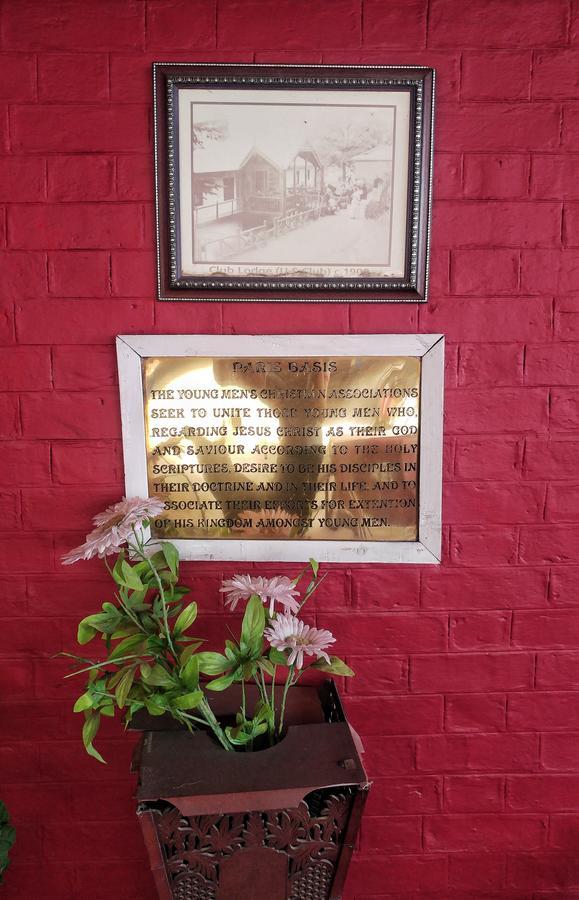 Club Lodge (U.S Club) c.1908
PARIS BASIS
THE YOUNG MEN'S CHRISTIAN ASSOCIATIONS
SEEK TO UNITE THOSE YOUNG MEN WHO,
REGARDING JESUS CHRIST AS THEIR GOD
AND SAVIOUR ACCORDING TO THE HOLY
SCRIPTURES, DESIRE TO BE HIS DISCIPLES IN
THEIR DOCTRINE AND IN THEIR LIFE, AND TO
SSOCIATE THEIR EFFORTS FOR EXTENTION
OF HIS KINGDOM AMONGST YOUNG MEN.